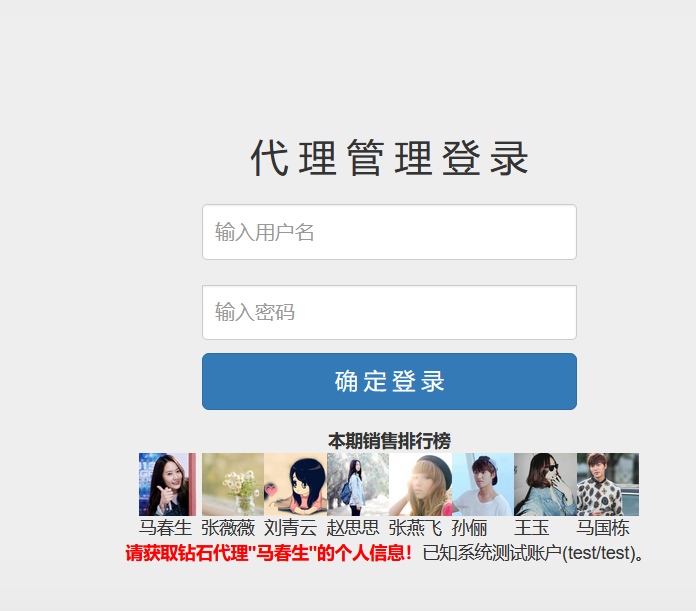 代理管理登录
输入用户名
输入密码
确定登录
本期销售排行榜
马春生 张薇薇 刘青云 赵思思 张燕飞 孙俪 王玉 马国栋
请获取钻石代理"马春生"的个人信息！已知系统测试账户(test/test)。